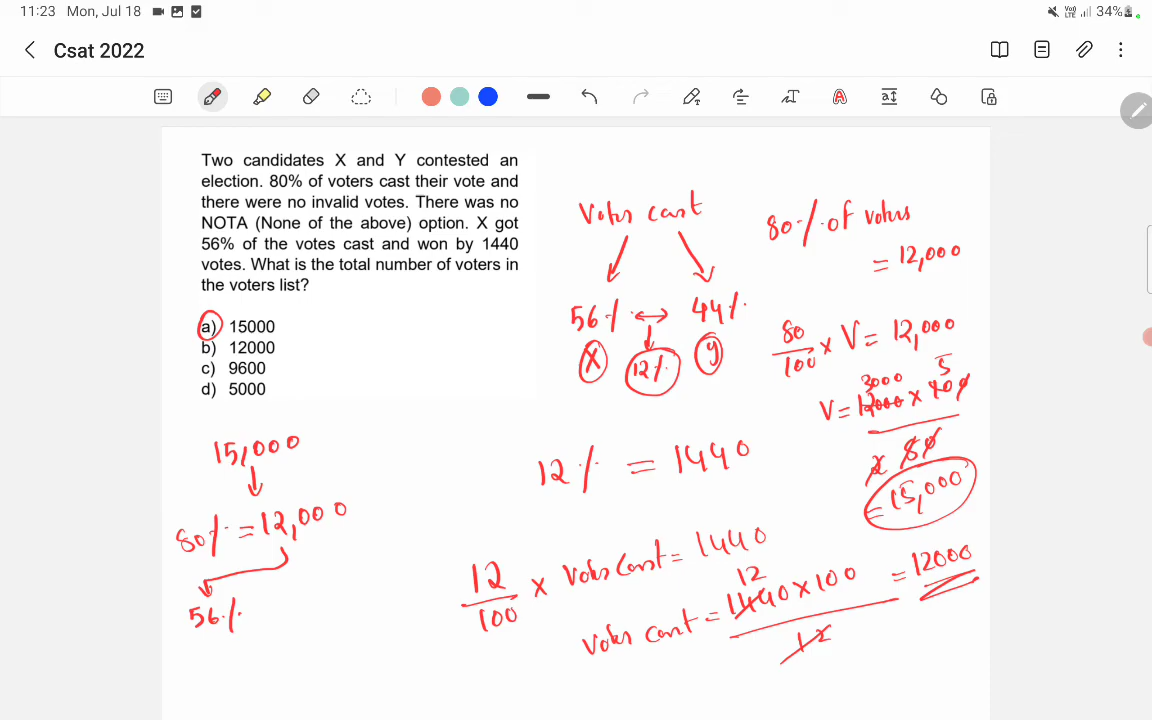 11:23 Mon, Jul 18
34%
Csat 2022
Two candidates X and Y contested an
election. 80% of voters cast their vote and
there were no invalid votes. There was no
NOTA (None of the above) option. X got
56% of the votes cast and won by 1440
votes. What is the total number of voters in
the voters list?
a) 15000
b) 12000
c) 9600
d) 5000
Votes cast
56% ↔ 44%
X 12% y
80% of voters
= 12,000
80/100 × V = 12,000
3000 5
V = 12000 × 100
2 80
= 15,000
12% = 1440
12/100 × Votes Cast = 1440
12
Votes cast = 1440 × 100 = 12000
12
15,000
80% = 12,000
56%